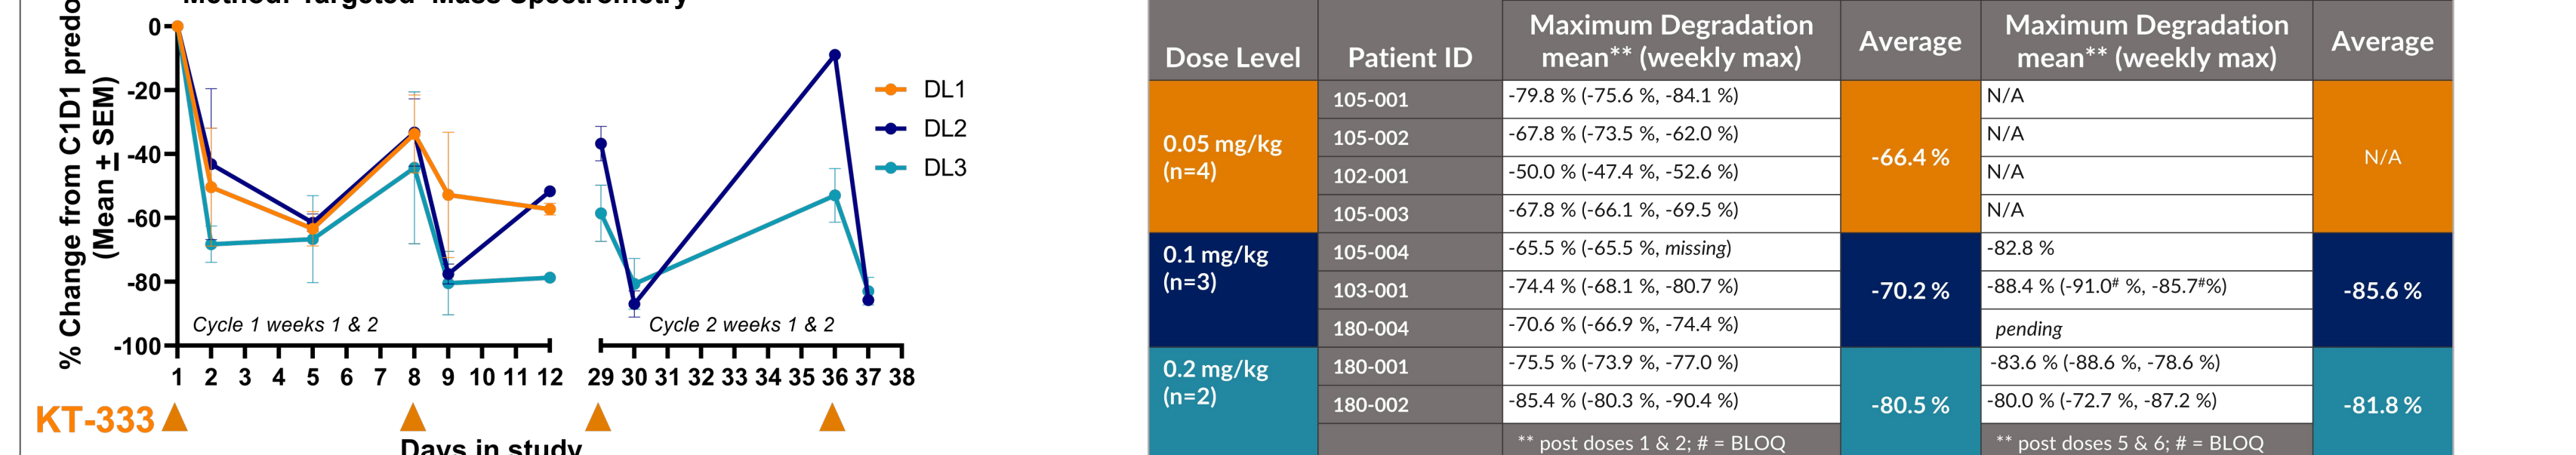 % Change from C1D1 predo
(Mean ± SEM)
0
-20
-40
-60
-80
-100
DL1
DL2
DL3
Cycle 1 weeks 1 & 2
Cycle 2 weeks 1 & 2
1 2 3 4 5 6 7 8 9 10 11 12 29 30 31 32 33 34 35 36 37 38
KT-333
Days in study
Dose Level
Patient ID
Maximum Degradation
mean** (weekly max)
Average
Maximum Degradation
mean** (weekly max)
Average
0.05 mg/kg
(n=4)
105-001
-79.8 % (-75.6 %, -84.1 %)
N/A
105-002
-67.8 % (-73.5 %, -62.0 %)
N/A
102-001
-50.0 % (-47.4 %, -52.6 %)
N/A
105-003
-67.8 % (-66.1 %, -69.5 %)
N/A
-66.4 %
N/A
0.1 mg/kg
(n=3)
105-004
-65.5 % (-65.5 %, missing)
-82.8 %
103-001
-74.4 % (-68.1 %, -80.7 %)
-88.4 % (-91.0# %, -85.7#%)
180-004
-70.6 % (-66.9 %, -74.4 %)
pending
-70.2 %
-85.6 %
0.2 mg/kg
(n=2)
180-001
-75.5 % (-73.9 %, -77.0 %)
-83.6 % (-88.6 %, -78.6 %)
180-002
-85.4 % (-80.3 %, -90.4 %)
-80.0 % (-72.7 %, -87.2 %)
-80.5 %
-81.8 %
** post doses 1 & 2; # = BLOQ
** post doses 5 & 6; # = BLOQ